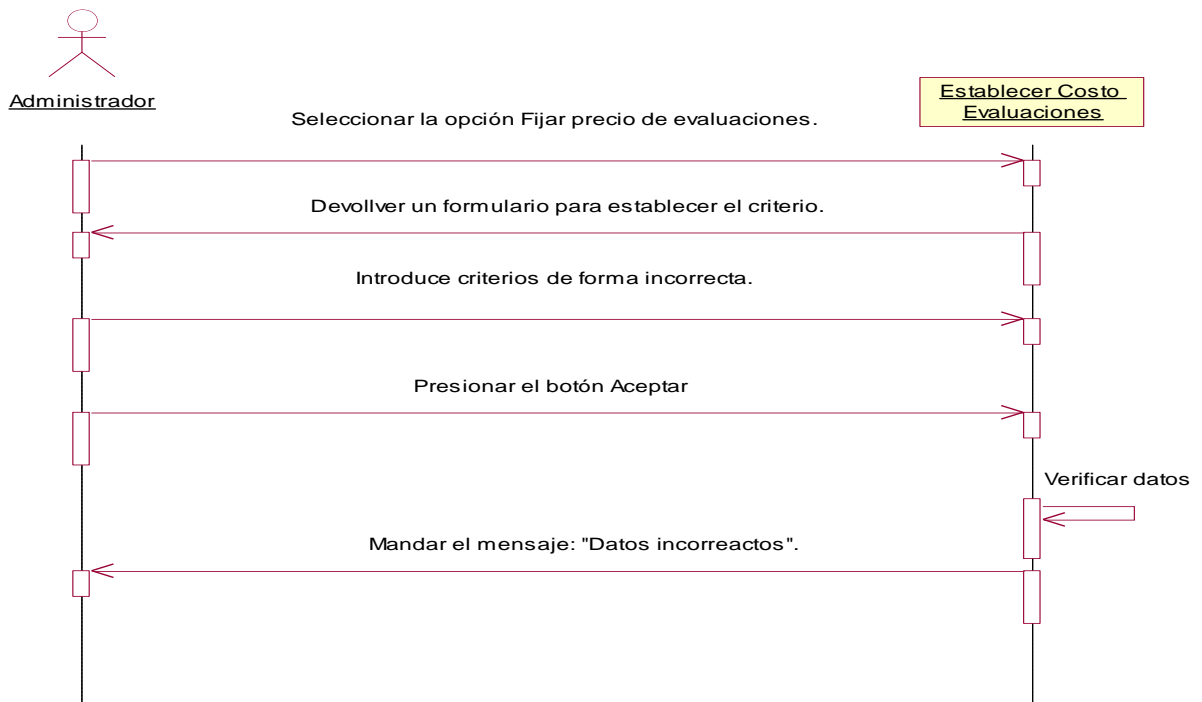 Administrador
Establecer Costo
Evaluaciones
Seleccionar la opción Fijar precio de evaluaciones.
Devollver un formulario para establecer el criterio.
Introduce criterios de forma incorrecta.
Presionar el botón Aceptar
Verificar datos
Mandar el mensaje: "Datos incorreactos".